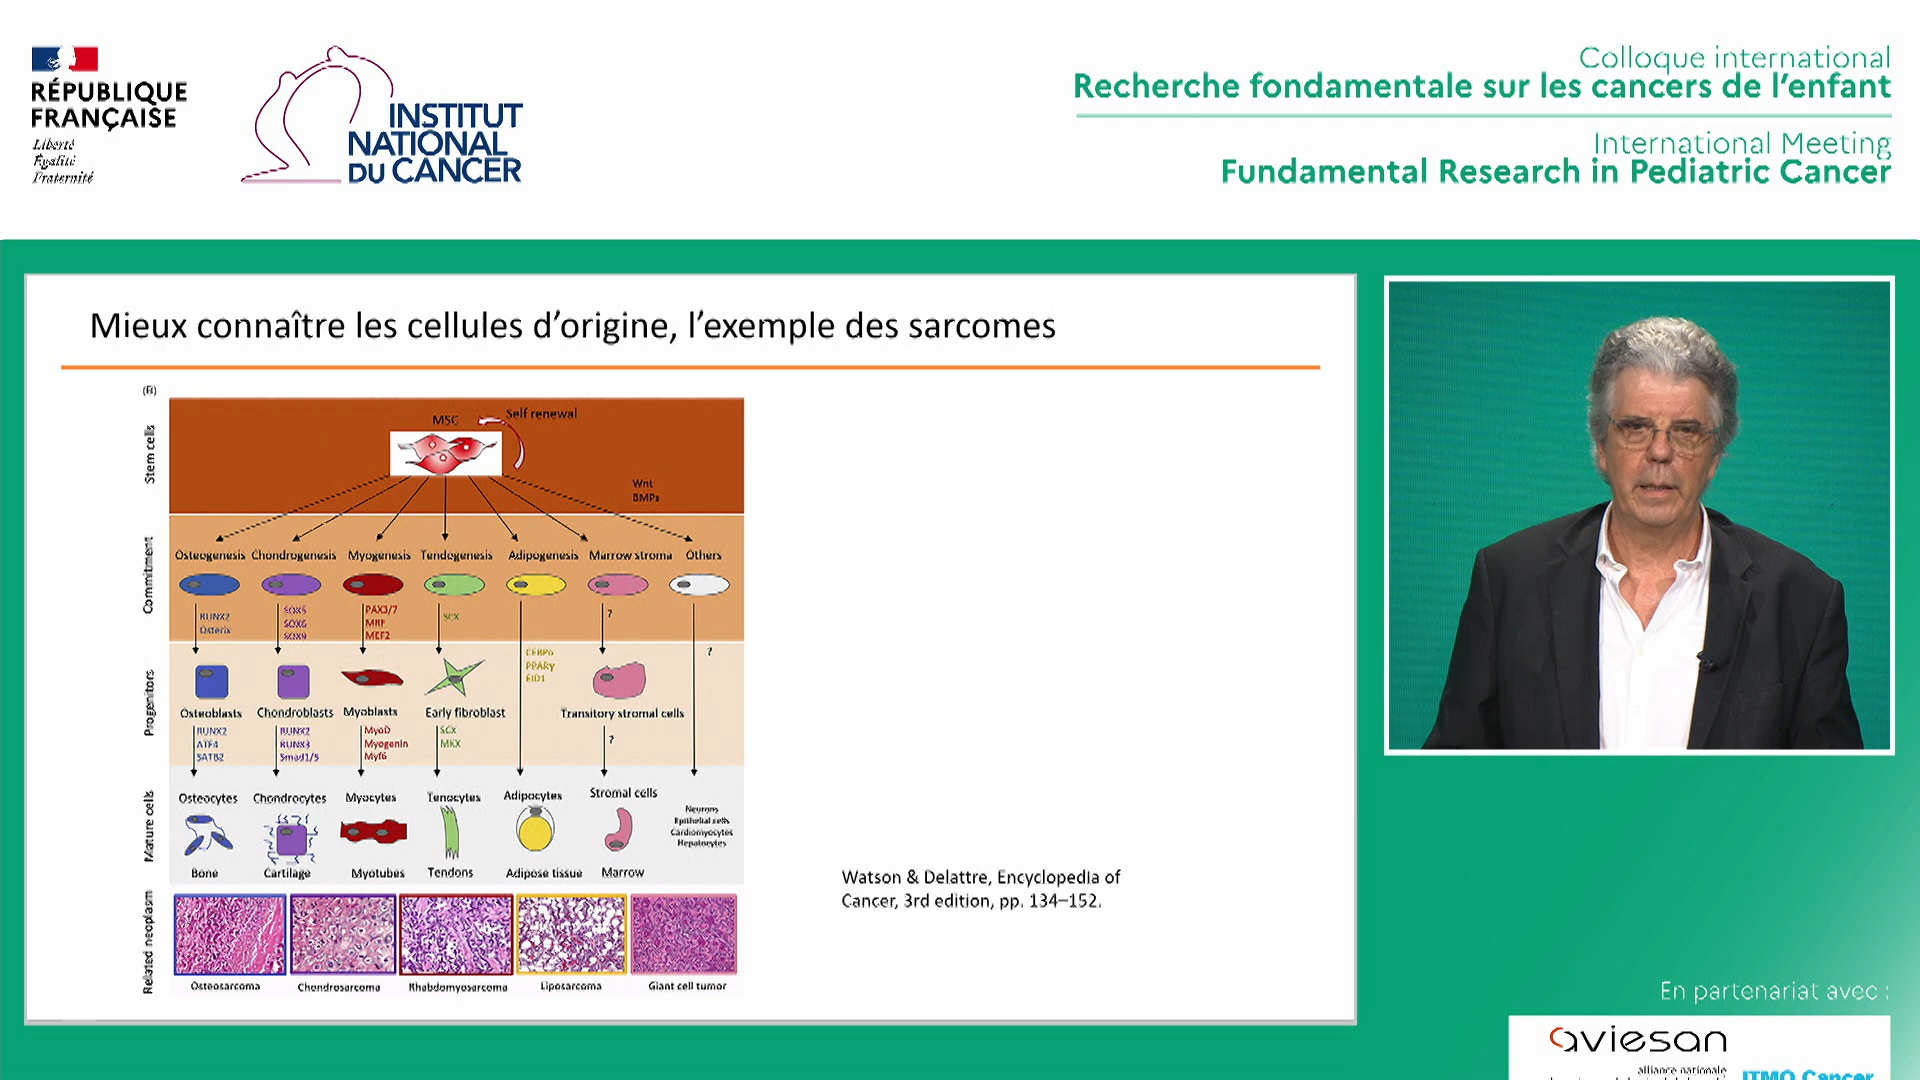 RÉPUBLIQUE
FRANÇAISE
Liberté
Égalité
Fraternité
INSTITUT
NATIONAL
DU CANCER
Colloque international
Recherche fondamentale sur les cancers de l'enfant
International Meeting
Fundamental Research in Pediatric Cancer
Mieux connaître les cellules d'origine, l'exemple des sarcomes
(B)
Stem cells
MSC
Self renewal
Wnt
BMPs
Commitment
Osteogenesis Chondrogenesis Myogenesis Tendogenesis Adipogenesis Marrow stroma Others
RUNX2
Osterix
SOX5
SOX6
SOX9
PAX3/7
MRF
MEF2
SCX
?
Progenitors
PPARγ
EID1
?
Osteoblasts Chondroblasts Myoblasts Early fibroblast Transitory stromal cells
RUNX2
ATF4
SATB2
RUNX2
RUNX3
Smad1/5
MyoD
Myogenin
Myf6
SCX
MKX
?
Mature cells
Osteocytes Chondrocytes Myocytes Tenocytes Adipocytes Stromal cells
Neurons
Epithelial cells
Cardiomyocytes
Hepatocytes
Bone Cartilage Myotubes Tendons Adipose tissue Marrow
Related neoplasm
Osteosarcoma Chondrosarcoma Rhabdomyosarcoma Liposarcoma Giant cell tumor
Watson & Delattre, Encyclopedia of
Cancer, 3rd edition, pp. 134–152.
En partenariat avec :
aviesan
alliance nationale
ITMO Cancer